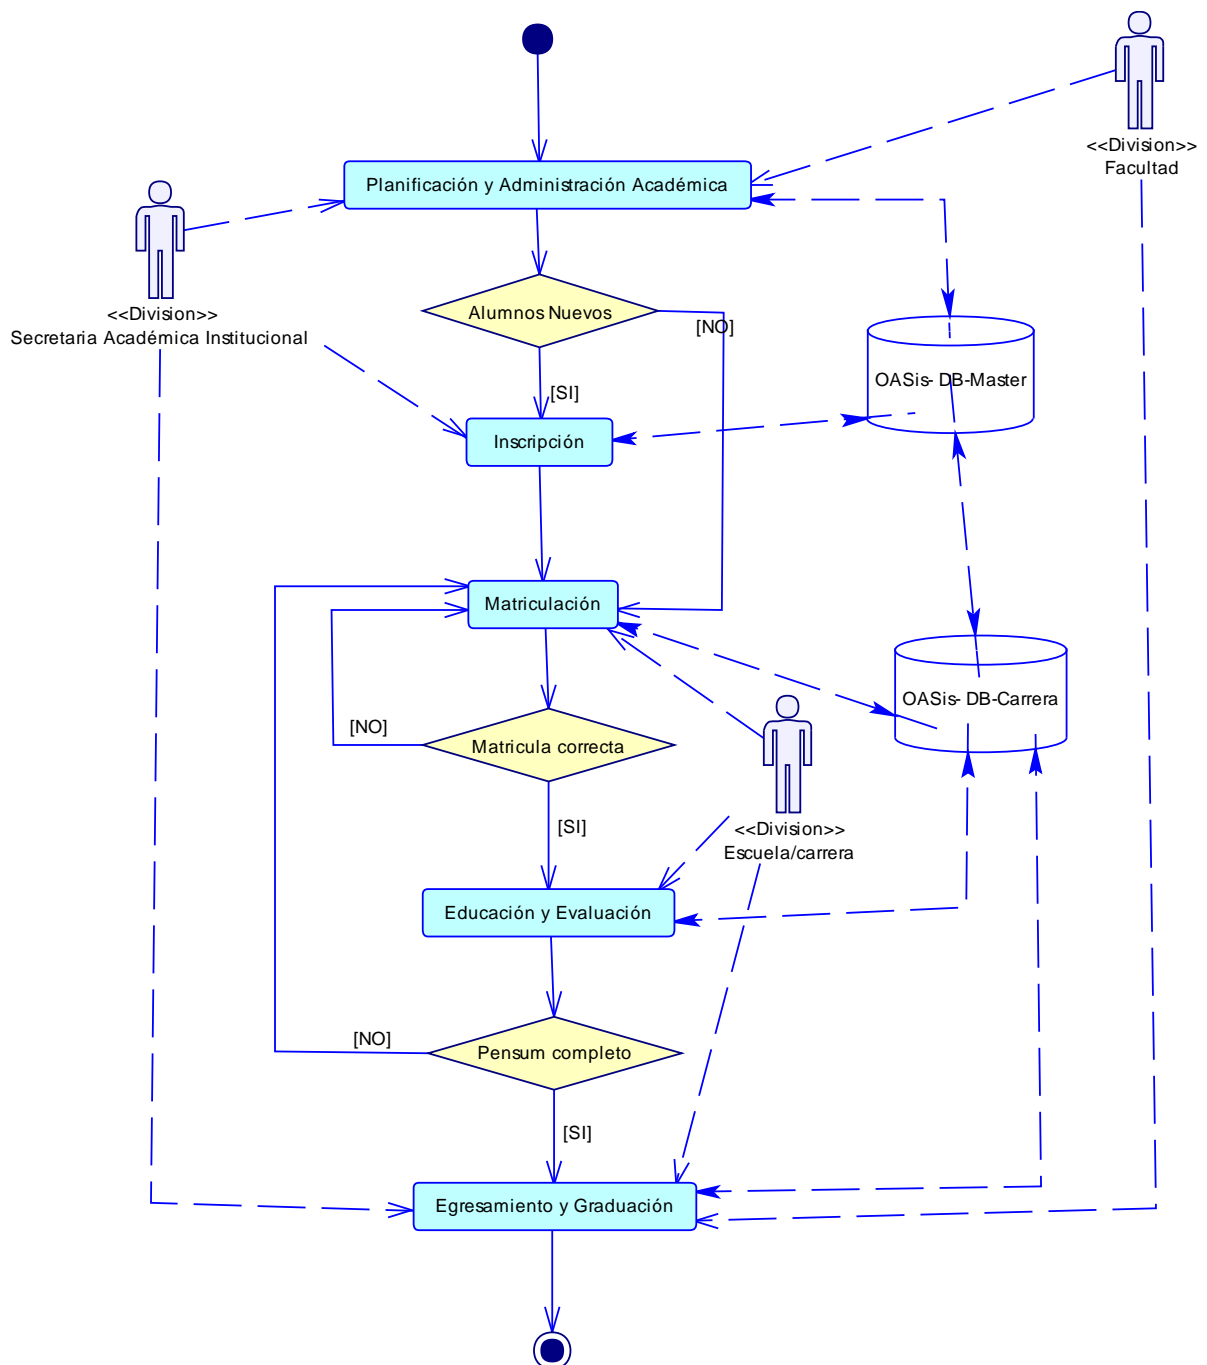 <<Division>>
Facultad
Planificación y Administración Académica
<<Division>>
Secretaria Académica Institucional
Alumnos Nuevos
[NO]
[SI]
OASis- DB-Master
Inscripción
Matriculación
OASis- DB-Carrera
[NO]
Matricula correcta
[SI]
<<Division>>
Escuela/carrera
Educación y Evaluación
[NO]
Pensum completo
[SI]
Egresamiento y Graduación